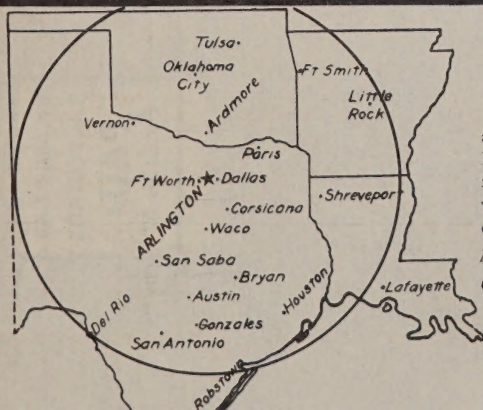 Tulsa
Oklahoma
City
Ft Smith
Little
Rock
Ardmore
Vernon
Paris
Ft Worth
Dallas
ARLINGTON
Shreveport
Corsicana
Waco
San Saba
Bryan
Houston
Lafayette
Austin
Del Rio
Gonzales
San Antonio
Robstown